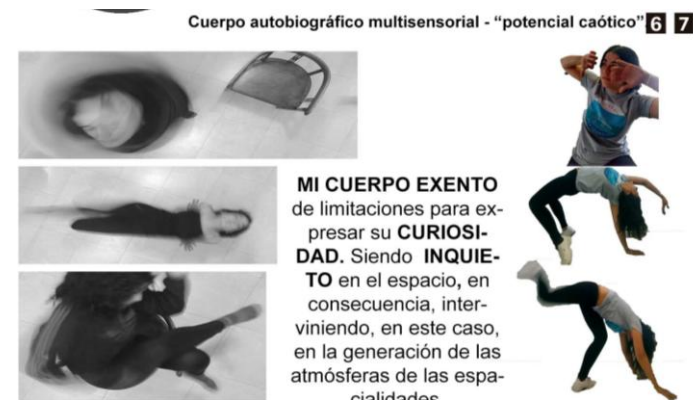 Cuerpo autobiográfico multisensorial - “potencial caótico” 6 7
MI CUERPO EXENTO
de limitaciones para ex-
presar su CURIOSI-
DAD. Siendo INQUIE-
TO en el espacio, en
consecuencia, inter-
viniendo, en este caso,
en la generación de las
atmósferas de las espa-
cialidades